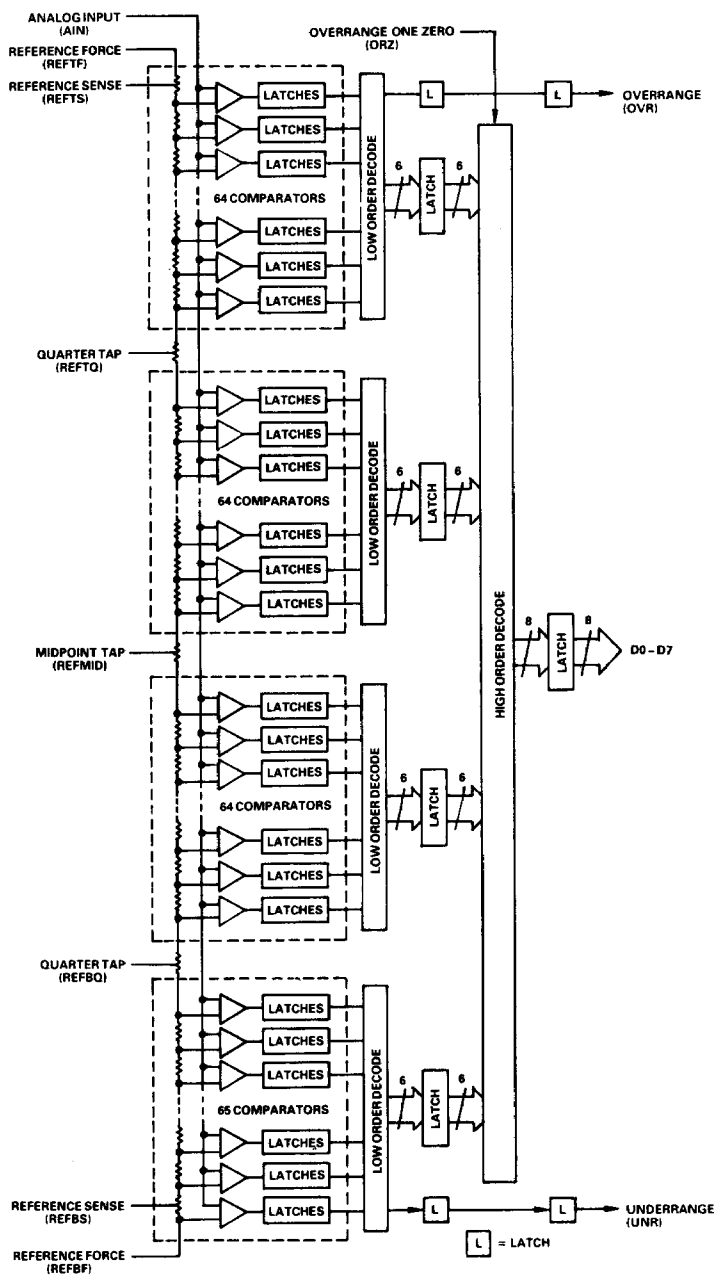 ANALOG INPUT
(AIN)
REFERENCE FORCE
(REFTF)
REFERENCE SENSE
(REFTS)
OVERRANGE ONE ZERO
(ORZ)
LATCHES
LATCHES
LATCHES
64 COMPARATORS
LATCHES
LATCHES
LATCHES
LOW ORDER DECODE
L
L
OVERRANGE
(OVR)
6
LATCH
6
QUARTER TAP
(REFTQ)
LATCHES
LATCHES
LATCHES
64 COMPARATORS
LATCHES
LATCHES
LATCHES
LOW ORDER DECODE
6
LATCH
6
HIGH ORDER DECODE
8
LATCH
8
D0 – D7
MIDPOINT TAP
(REFMID)
LATCHES
LATCHES
LATCHES
64 COMPARATORS
LATCHES
LATCHES
LATCHES
LOW ORDER DECODE
6
LATCH
6
QUARTER TAP
(REFBQ)
LATCHES
LATCHES
LATCHES
65 COMPARATORS
LATCHES
LATCHES
LATCHES
LOW ORDER DECODE
6
LATCH
6
REFERENCE SENSE
(REFBS)
REFERENCE FORCE
(REFBF)
L
L
UNDERRANGE
(UNR)
L = LATCH